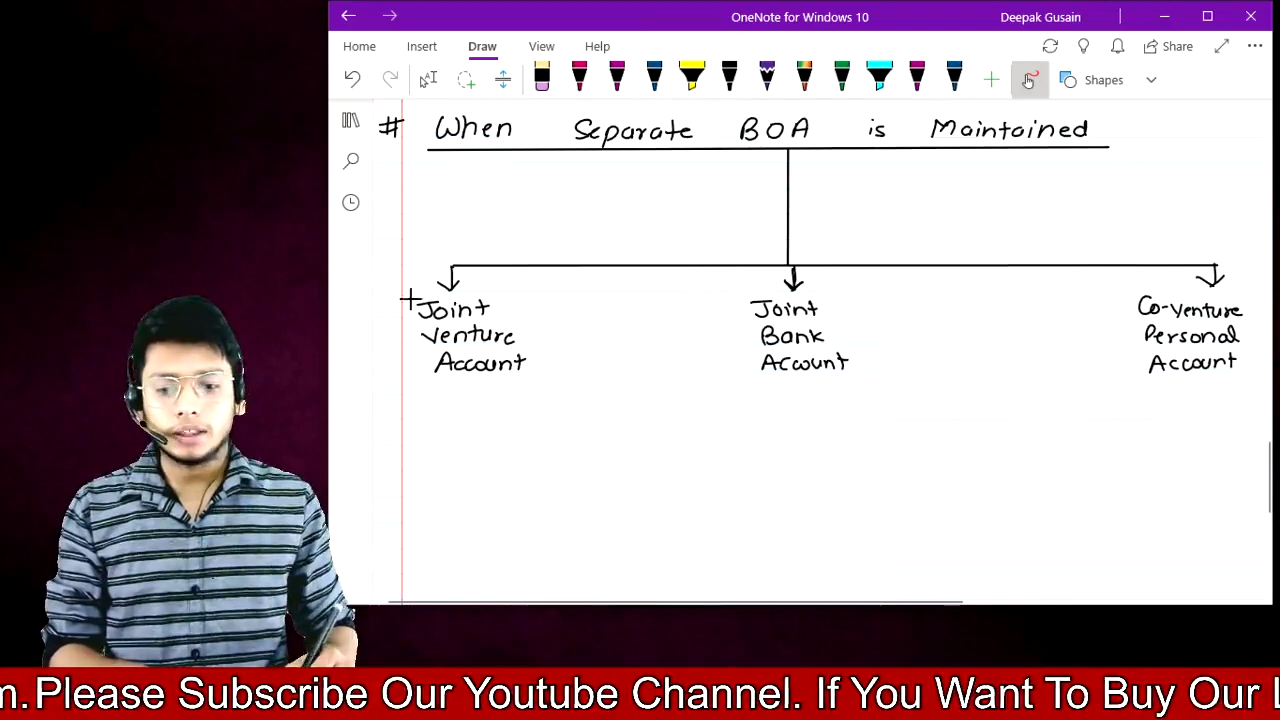 OneNote for Windows 10
Deepak Gusain
Home Insert Draw View Help
Share
Shapes
# When Separate BOA is Maintained
Joint
Venture
Account
Joint
Bank
Account
Co-venture
Personal
Account
m. Please Subscribe Our Youtube Channel. If You Want To Buy Our L